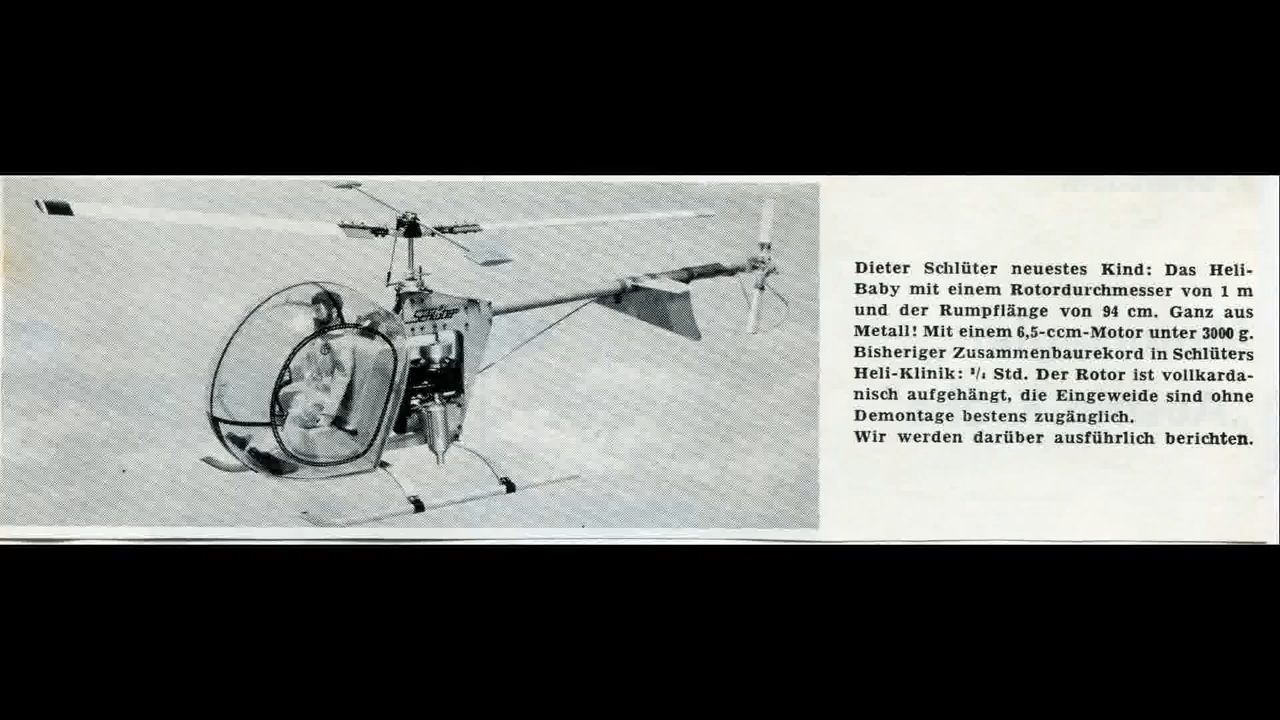 SCHLÜTER
Dieter Schlüter neuestes Kind: Das Heli-
Baby mit einem Rotordurchmesser von 1 m
und der Rumpflänge von 94 cm. Ganz aus
Metall! Mit einem 6,5-ccm-Motor unter 3000 g.
Bisheriger Zusammenbaurekord in Schlüters
Heli-Klinik: Std. Der Rotor ist vollkarda-
nisch aufgehängt, die Eingeweide sind ohne
Demontage bestens zugänglich.
Wir werden darüber ausführlich berichten.